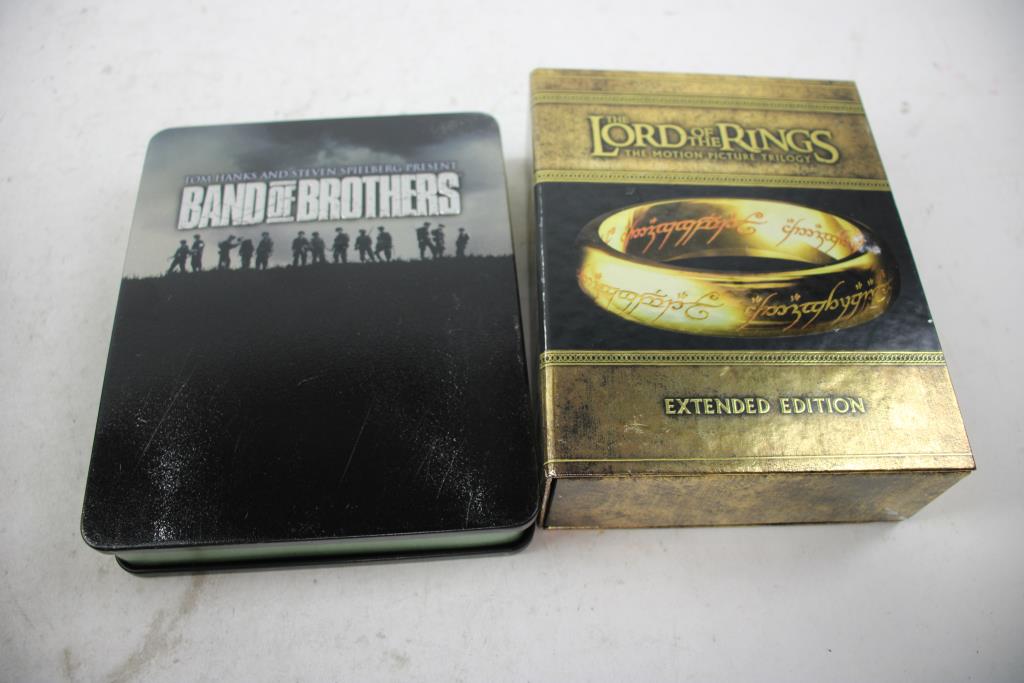 TOM HANKS AND STEVEN SPIELBERG PRESENT
BAND OF BROTHERS
THE
LORD OF THE RINGS
THE MOTION PICTURE TRILOGY
EXTENDED EDITION